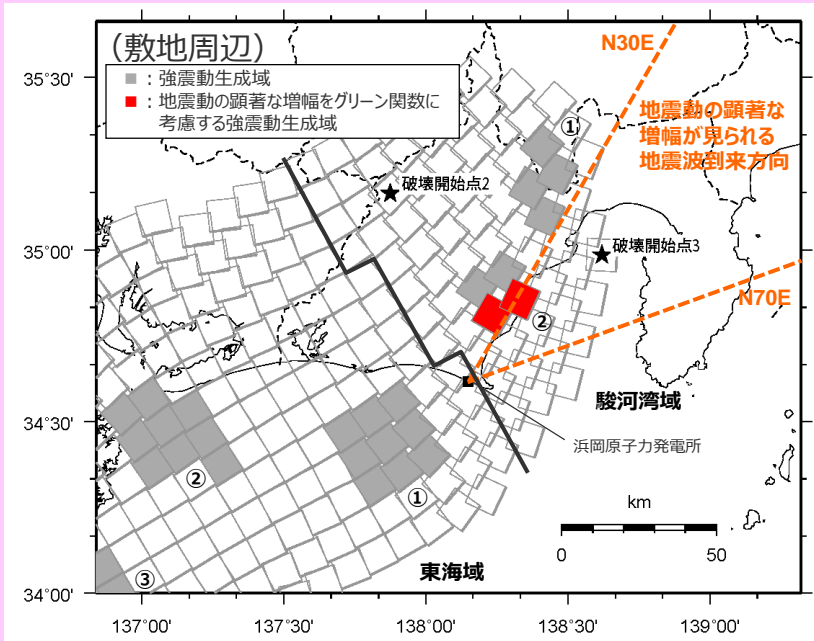 (敷地周辺)
：強震動生成域
：地震動の顕著な増幅をグリーン関数に
考慮する強震動生成域
N30E
地震動の顕著な
増幅が見られる
地震波到来方向
①
破壊開始点2
破壊開始点3
N70E
②
駿河湾域
浜岡原子力発電所
②
①
③
東海域
km
0 50
35°30'
35°00'
34°30'
34°00'
137°00' 137°30' 138°00' 138°30' 139°00'